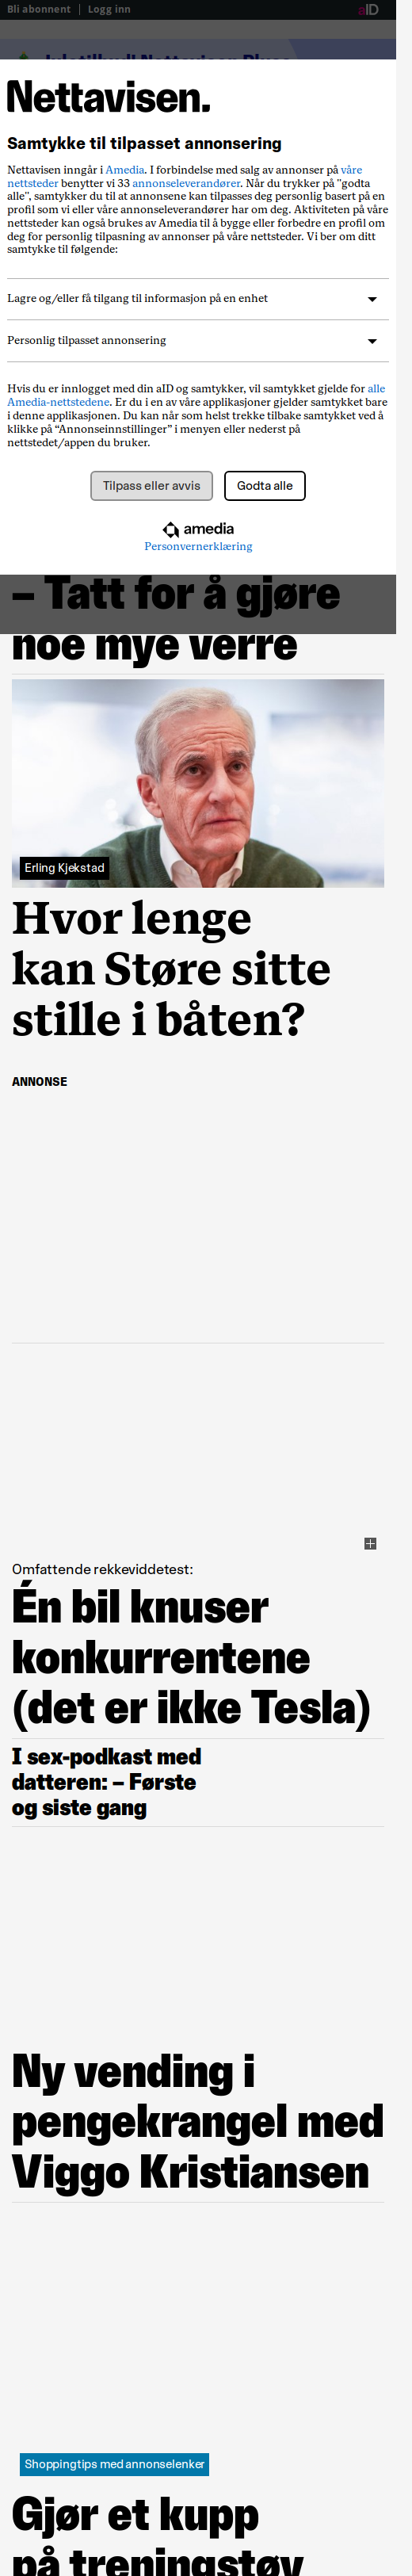 Bli abonnent
Logg inn
aID
Nettavisen.
Samtykke til tilpasset annonsering
Nettavisen inngår i Amedia. I forbindelse med salg av annonser på våre
nettsteder benytter vi 33 annonseleverandører. Når du trykker på "godta
alle", samtykker du til at annonsene kan tilpasses deg personlig basert på en
profil som vi eller våre annonseleverandører har om deg. Aktiviteten på våre
nettsteder kan også brukes av Amedia til å bygge eller forbedre en profil om
deg for personlig tilpasning av annonser på våre nettsteder. Vi ber om ditt
samtykke til følgende:
Lagre og/eller få tilgang til informasjon på en enhet
Personlig tilpasset annonsering
Hvis du er innlogget med din aID og samtykker, vil samtykket gjelde for alle
Amedia-nettstedene. Er du i en av våre applikasjoner gjelder samtykket bare
i denne applikasjonen. Du kan når som helst trekke tilbake samtykket ved å
klikke på “Annonseinnstillinger” i menyen eller nederst på
nettstedet/appen du bruker.
Tilpass eller avvis
Godta alle
amedia
Personvernerklæring
– Tatt for å gjøre
noe mye verre
Erling Kjekstad
Hvor lenge
kan Støre sitte
stille i båten?
ANNONSE
Omfattende rekkeviddetest:
Én bil knuser
konkurrentene
(det er ikke Tesla)
I sex-podkast med
datteren: – Første
og siste gang
Ny vending i
pengekrangel med
Viggo Kristiansen
Shoppingtips med annonselenker
Gjør et kupp
på treningstøy